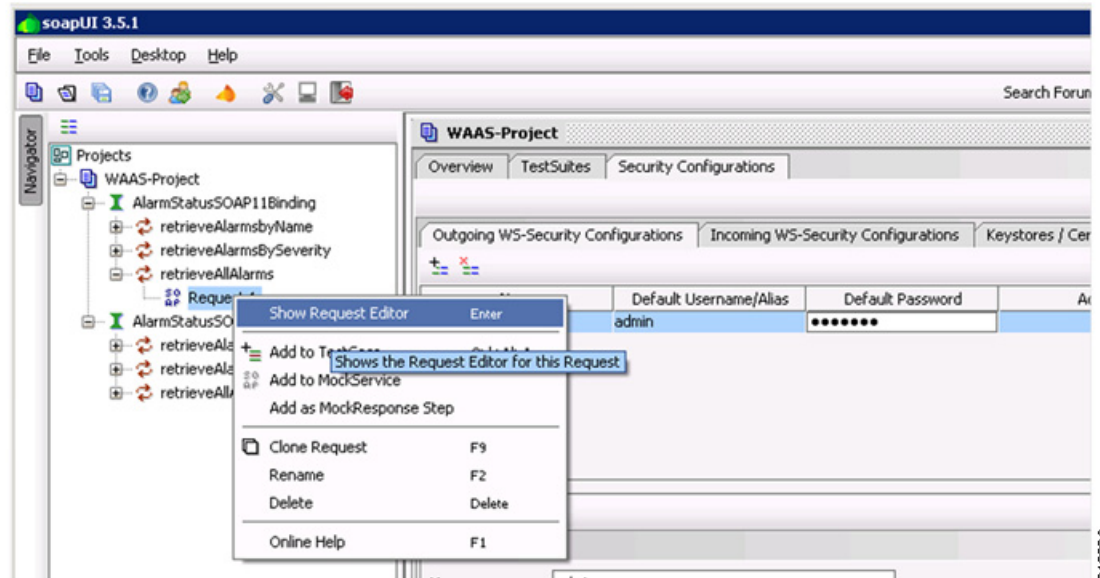 soapUI 3.5.1
File Tools Desktop Help
Search Forum
Navigator
Projects
WAAS-Project
AlarmStatusSOAP11Binding
retrieveAlarmsbyName
retrieveAlarmsBySeverity
retrieveAllAlarms
AlarmStatusSO
retrieveAla
retrieveAla
retrieveAll
WAAS-Project
Overview TestSuites Security Configurations
Outgoing WS-Security Configurations Incoming WS-Security Configurations Keystores / Cer
Default Username/Alias Default Password
admin •••••••
Show Request Editor Enter
Add to
Shows the Request Editor for this Request
Add to MockService
Add as MockResponse Step
Clone Request F9
Rename F2
Delete Delete
Online Help F1